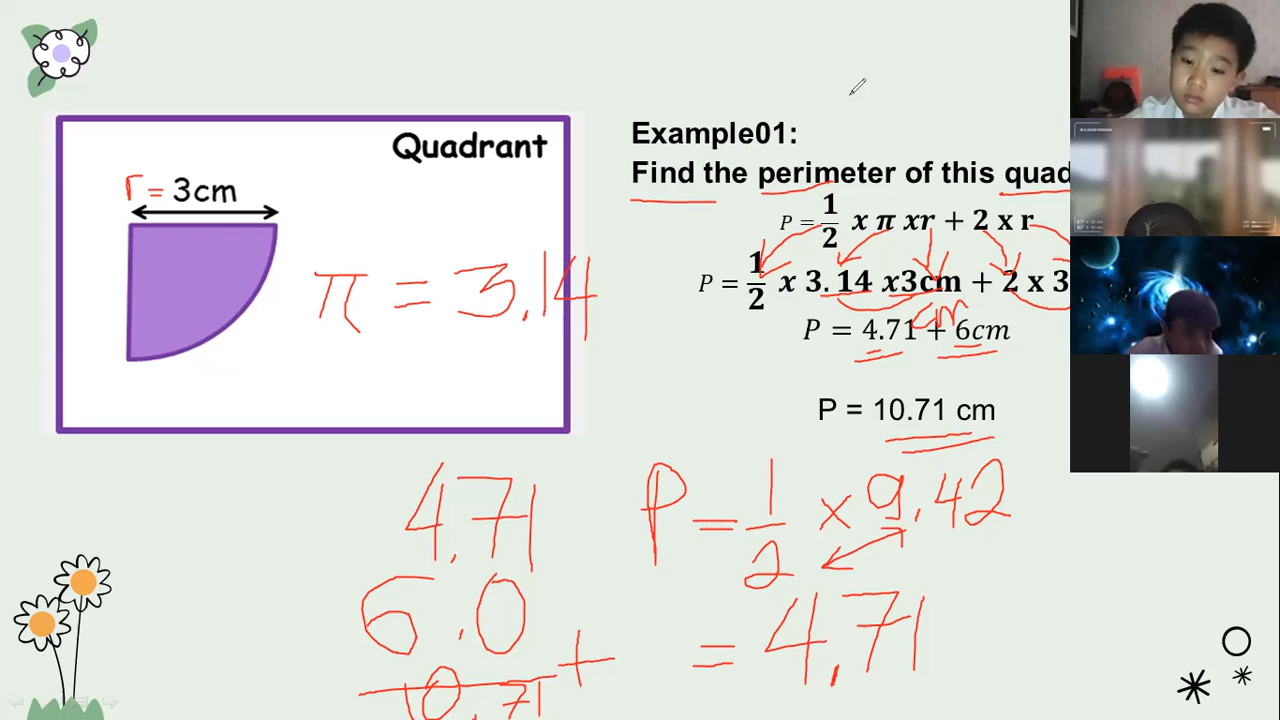 Quadrant
r = 3cm
π = 3.14
Example01:
Find the perimeter of this quad
P = 1/2 x π xr + 2 x r
P = 1/2 x 3.14 x3cm + 2 x 3
cm
P = 4.71 + 6cm
P = 10.71 cm
4.71
6.0 +
10.71
P = 1/2 x 9.42
= 4.71